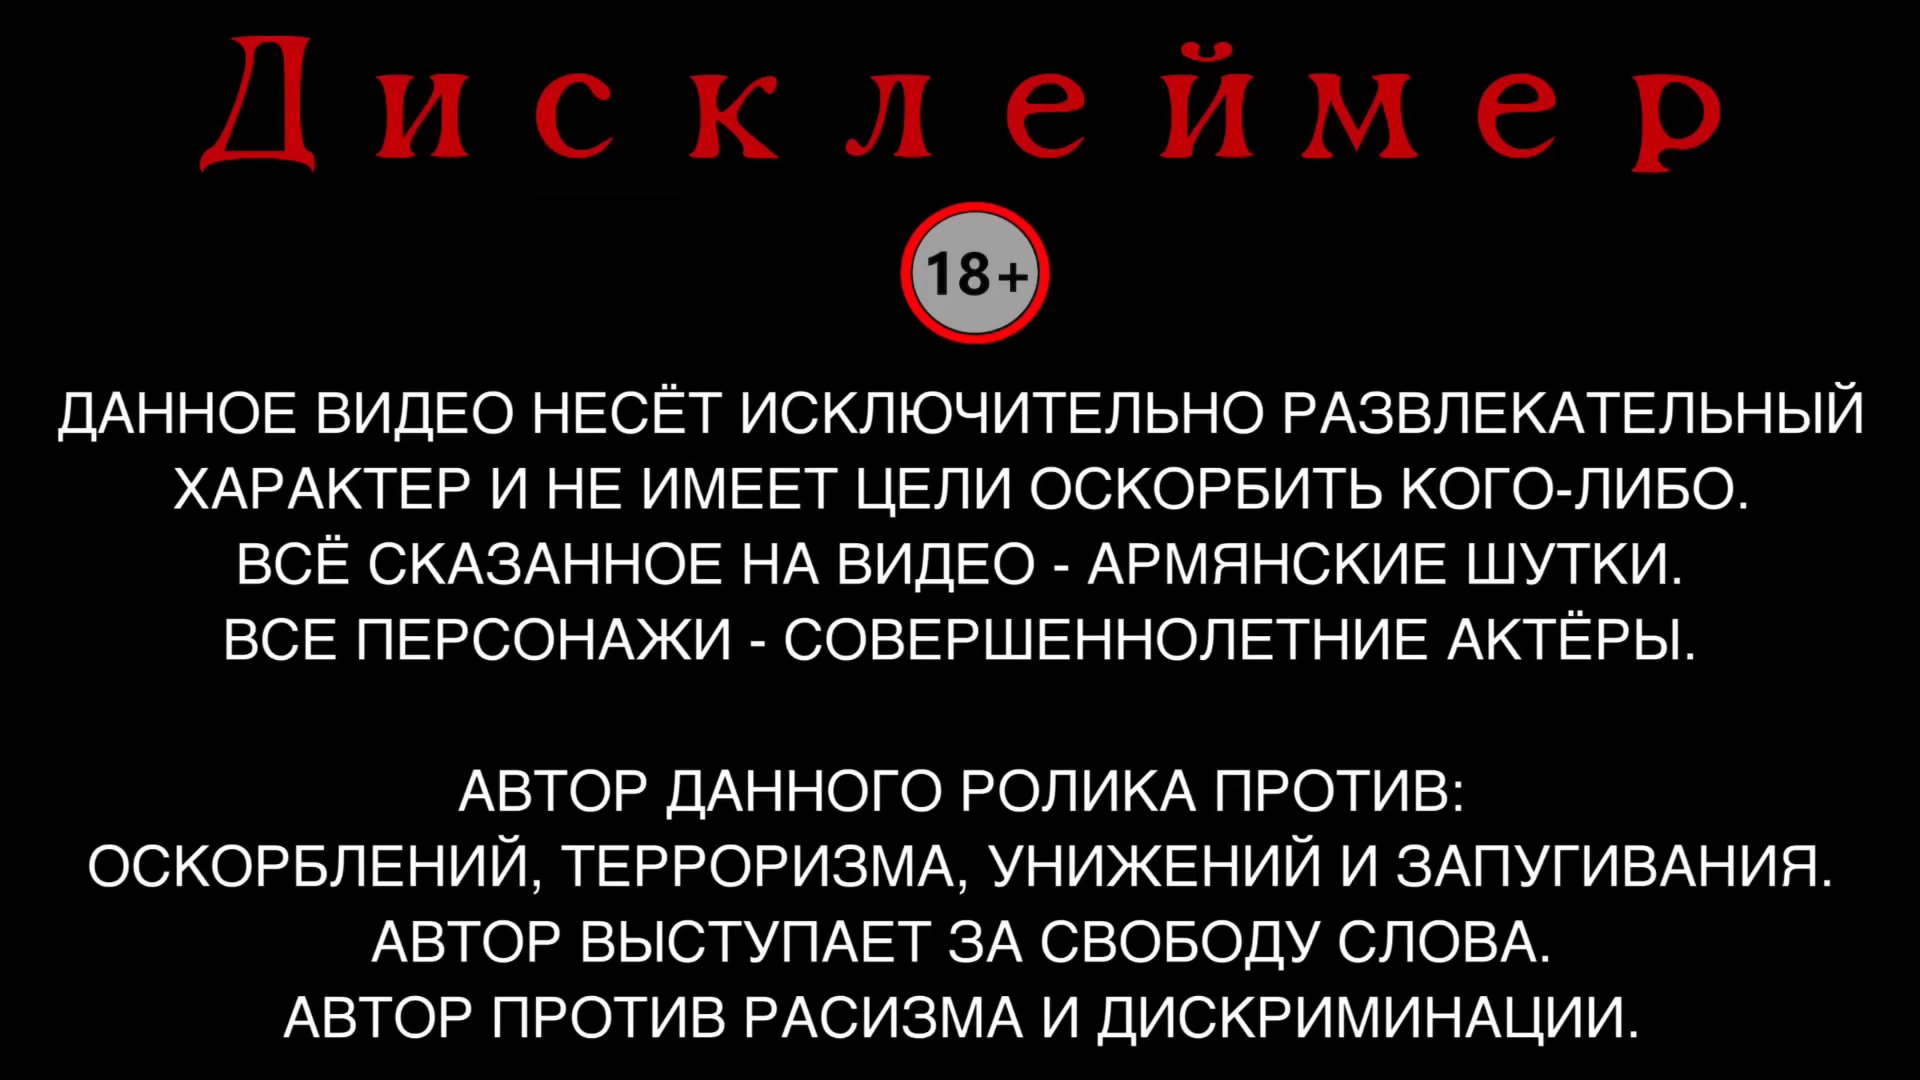 Дисклеймер
18+
ДАННОЕ ВИДЕО НЕСЁТ ИСКЛЮЧИТЕЛЬНО РАЗВЛЕКАТЕЛЬНЫЙ
ХАРАКТЕР И НЕ ИМЕЕТ ЦЕЛИ ОСКОРБИТЬ КОГО-ЛИБО.
ВСЁ СКАЗАННОЕ НА ВИДЕО - АРМЯНСКИЕ ШУТКИ.
ВСЕ ПЕРСОНАЖИ - СОВЕРШЕННОЛЕТНИЕ АКТЁРЫ.
АВТОР ДАННОГО РОЛИКА ПРОТИВ:
ОСКОРБЛЕНИЙ, ТЕРРОРИЗМА, УНИЖЕНИЙ И ЗАПУГИВАНИЯ.
АВТОР ВЫСТУПАЕТ ЗА СВОБОДУ СЛОВА.
АВТОР ПРОТИВ РАСИЗМА И ДИСКРИМИНАЦИИ.